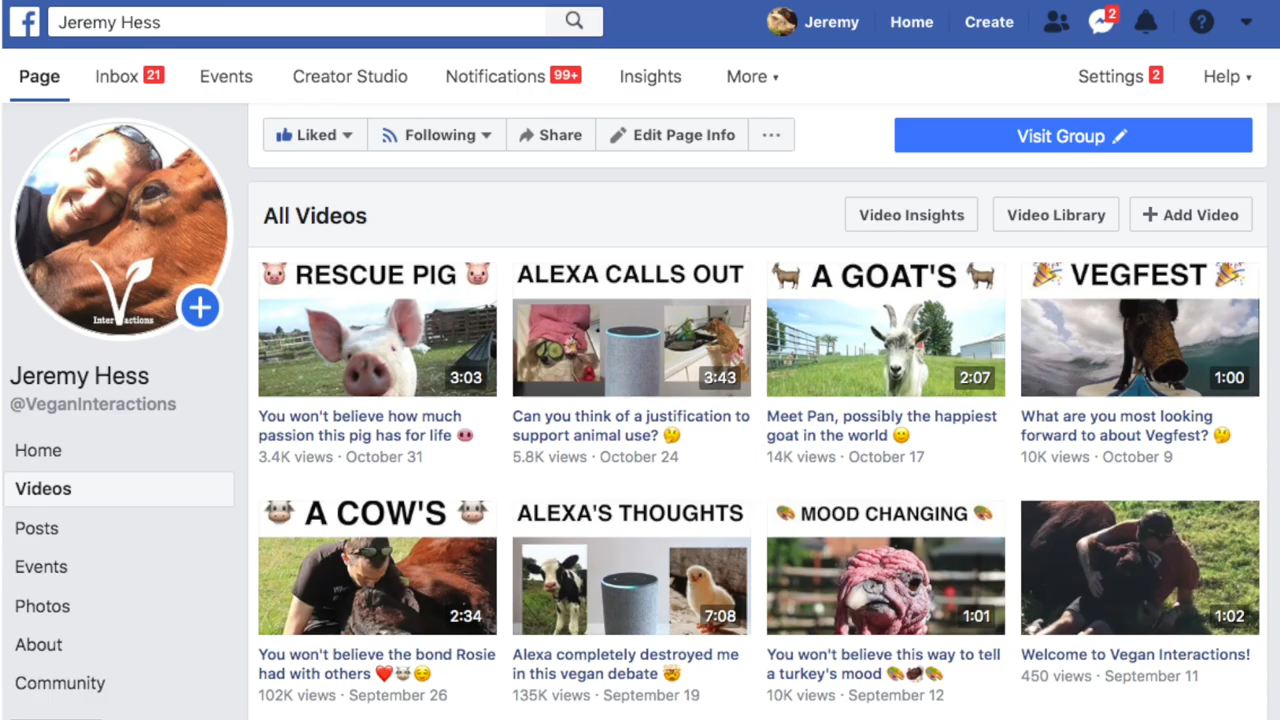 Jeremy Hess
Jeremy Home Create 2
Page Inbox 21 Events Creator Studio Notifications 99+ Insights More Settings 2 Help
Liked Following Share Edit Page Info ... Visit Group
All Videos Video Insights Video Library + Add Video
V
Inter actions
Jeremy Hess
@VeganInteractions
Home
Videos
Posts
Events
Photos
About
Community
🐷 RESCUE PIG 🐷
3:03
You won't believe how much
passion this pig has for life 🐽
3.4K views · October 31
ALEXA CALLS OUT
3:43
Can you think of a justification to
support animal use? 🤔
5.8K views · October 24
🐐 A GOAT'S 🐐
2:07
Meet Pan, possibly the happiest
goat in the world 🙂
14K views · October 17
🎉 VEGFEST 🎉
1:00
What are you most looking
forward to about Vegfest? 🤔
10K views · October 9
🐮 A COW'S 🐮
2:34
You won't believe the bond Rosie
had with others ❤️🐮😌
102K views · September 26
ALEXA'S THOUGHTS
7:08
Alexa completely destroyed me
in this vegan debate 🤯
135K views · September 19
🎨 MOOD CHANGING 🎨
1:01
You won't believe this way to tell
a turkey's mood 🎨🦃🎨
10K views · September 12
1:02
Welcome to Vegan Interactions!
450 views · September 11